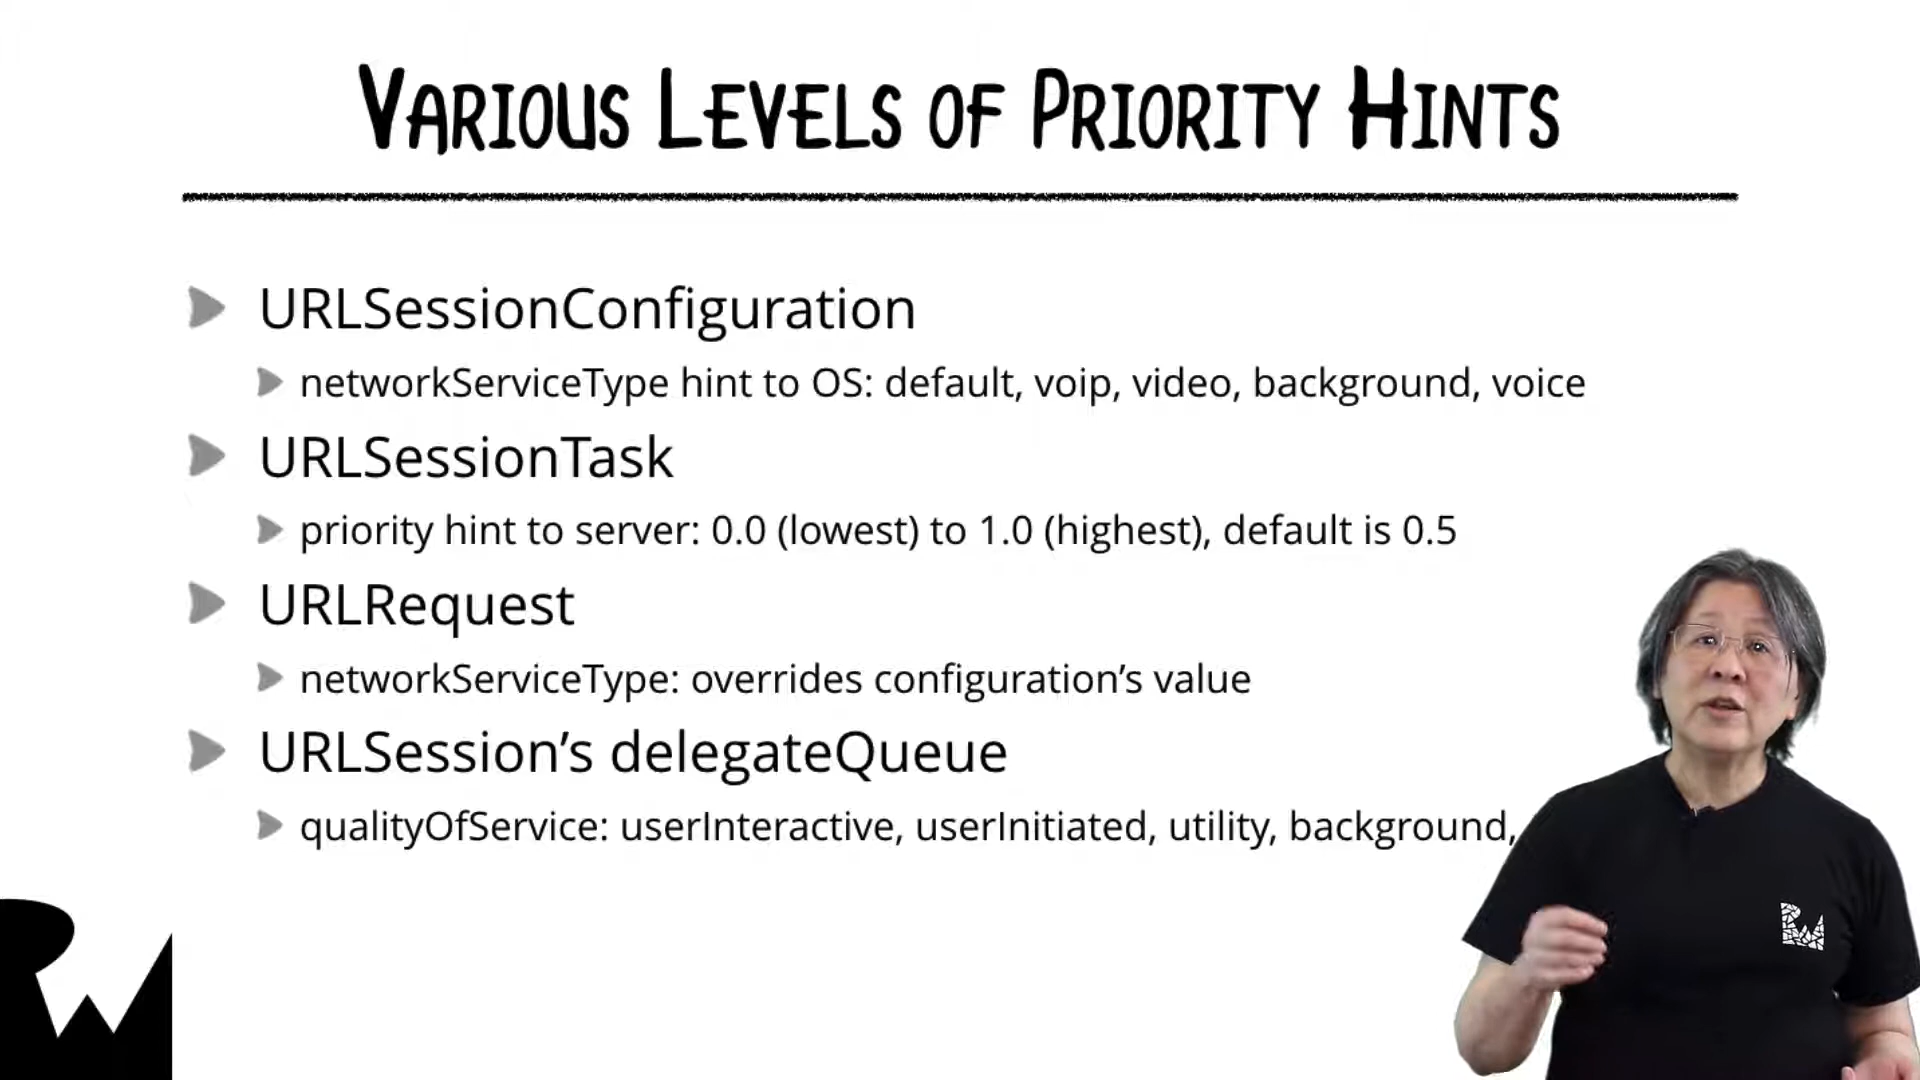 VARIOUS LEVELS OF PRIORITY HINTS
URLSessionConfiguration
networkServiceType hint to OS: default, voip, video, background, voice
URLSessionTask
priority hint to server: 0.0 (lowest) to 1.0 (highest), default is 0.5
URLRequest
networkServiceType: overrides configuration’s value
URLSession’s delegateQueue
qualityOfService: userInteractive, userInitiated, utility, background,
RW
RW